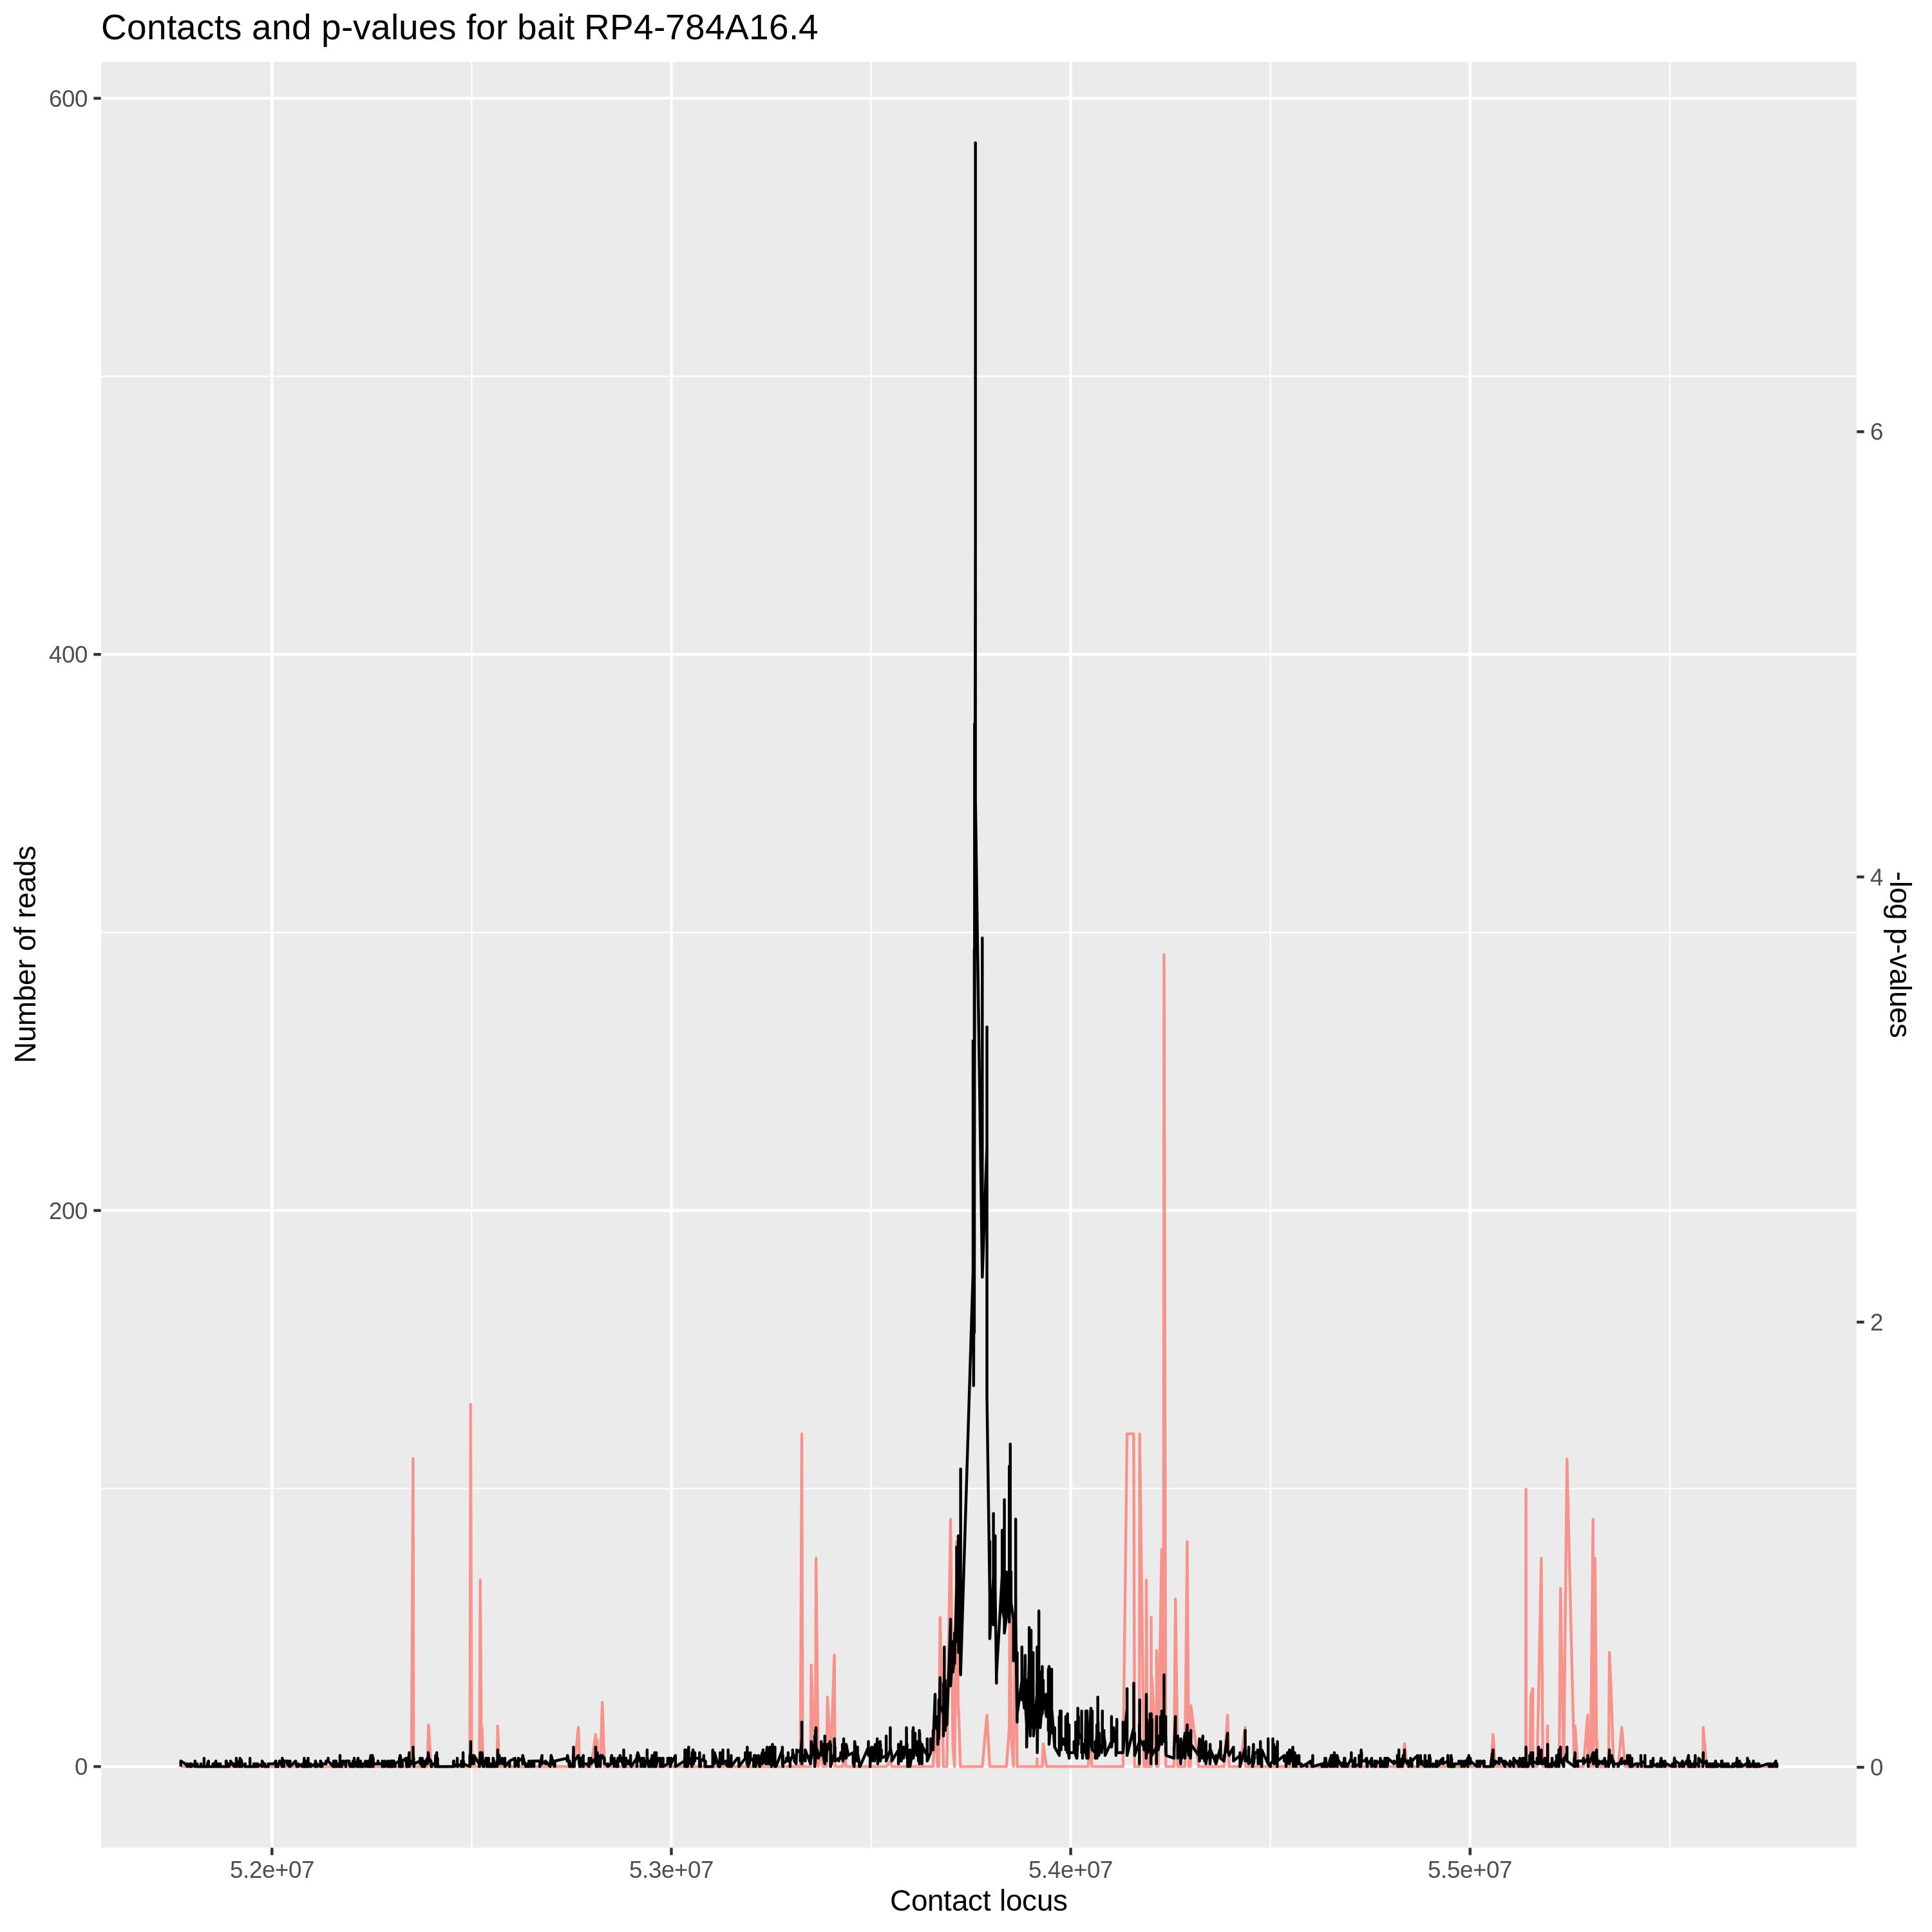 Contacts and p-values for bait RP4-784A16.4
600
400
200
0
Number of reads
6
4
2
0
-log p-values
5.2e+07
5.3e+07
5.4e+07
5.5e+07
Contact locus